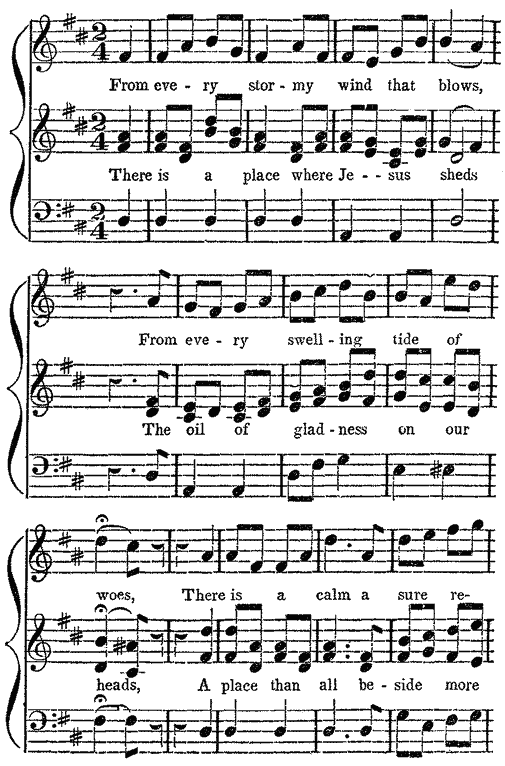 From eve - ry stor - my wind that blows,
There is a place where Je - - sus sheds
From eve - ry swell - ing tide of
The oil of glad - ness on our
woes, There is a calm a sure re-
heads, A place than all be - side more